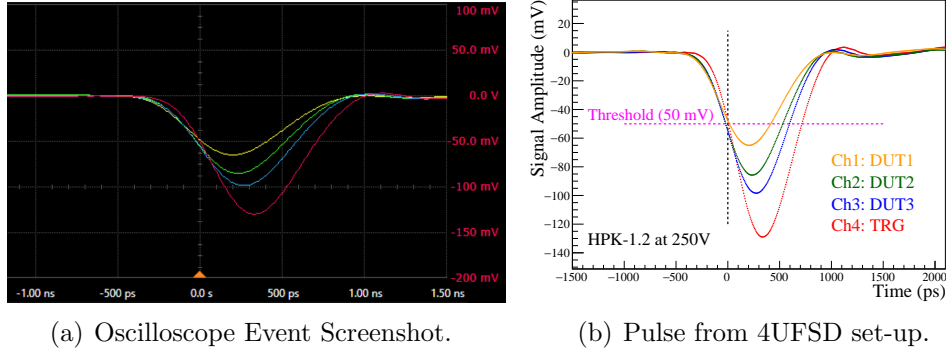 100 mV
50.0 mV
0.0 V
-50.0 mV
-100 mV
-150 mV
-200 mV
-1.00 ns
-500 ps
0.0 s
500 ps
1.00 ns
1.50 ns
(a) Oscilloscope Event Screenshot.
Signal Amplitude (mV)
20
0
−20
−40
−60
−80
−100
−120
−140
Threshold (50 mV)
Ch1: DUT1
Ch2: DUT2
Ch3: DUT3
Ch4: TRG
HPK-1.2 at 250V
−1500
−1000
−500
0
500
1000
1500
2000
Time (ps)
(b) Pulse from 4UFSD set-up.